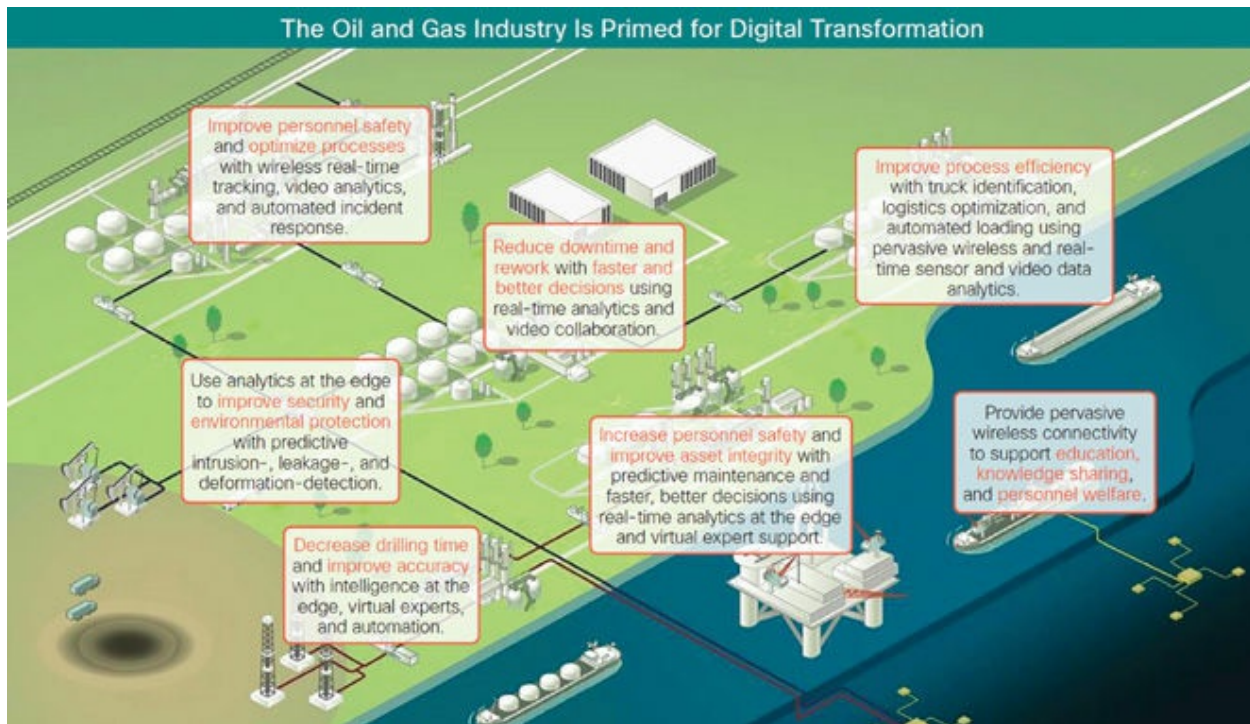 The Oil and Gas Industry Is Primed for Digital Transformation
Improve personnel safety
and optimize processes
with wireless real-time
tracking, video analytics,
and automated incident
response.
Reduce downtime and
rework with faster and
better decisions using
real-time analytics and
video collaboration.
Improve process efficiency
with truck identification,
logistics optimization, and
automated loading using
pervasive wireless and real-
time sensor and video data
analytics.
Use analytics at the edge
to improve security and
environmental protection
with predictive
intrusion-, leakage-, and
deformation-detection.
Increase personnel safety and
improve asset integrity with
predictive maintenance and
faster, better decisions using
real-time analytics at the edge
and virtual expert support.
Provide pervasive
wireless connectivity
to support education,
knowledge sharing,
and personnel welfare.
Decrease drilling time
and improve accuracy
with intelligence at the
edge, virtual experts,
and automation.